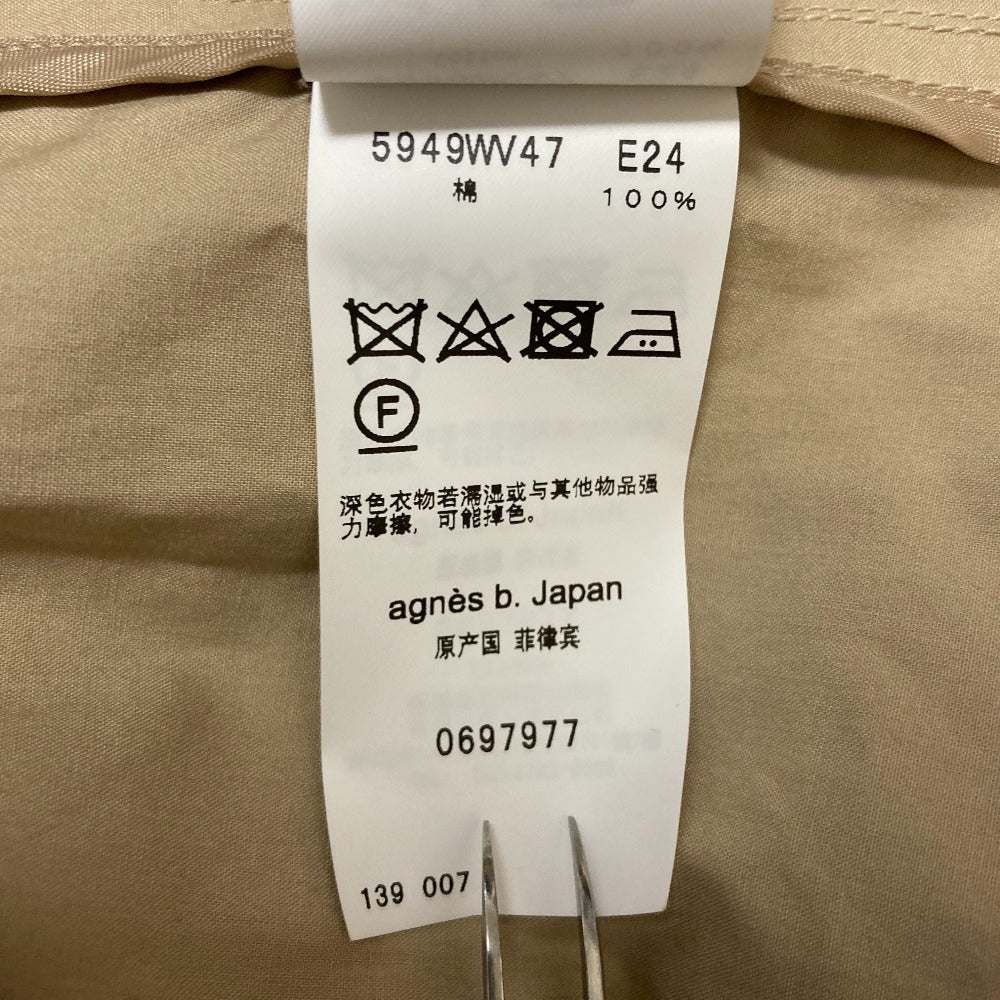 5949WV47 E24
棉 100%
F
深色衣物若濡湿或与其他物品强
力摩擦，可能掉色。
agnès b. Japan
原产国 菲律宾
0697977
139 007